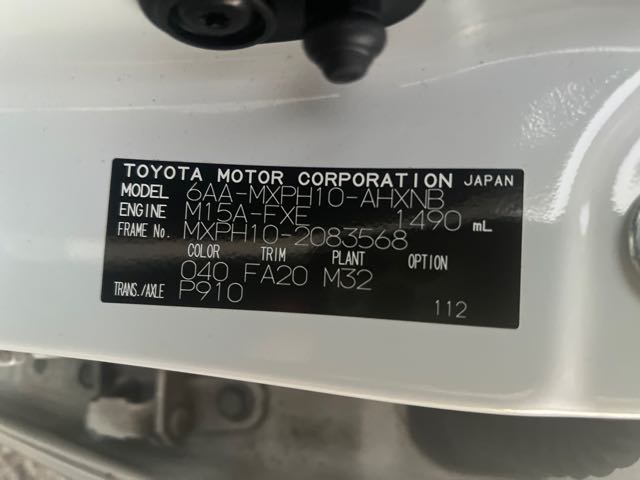 TOYOTA MOTOR CORPORATION JAPAN
MODEL 6AA-MXPH10-AHXNB
ENGINE M15A-FXE 1490 mL
FRAME No. MXPH10-2083568
COLOR TRIM PLANT OPTION
040 FA20 M32
TRANS./AXLE P910
112